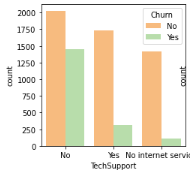 Churn
No
Yes
2000
1750
1500
1250
1000
750
500
250
0
count
count
No Yes No internet servic
TechSupport